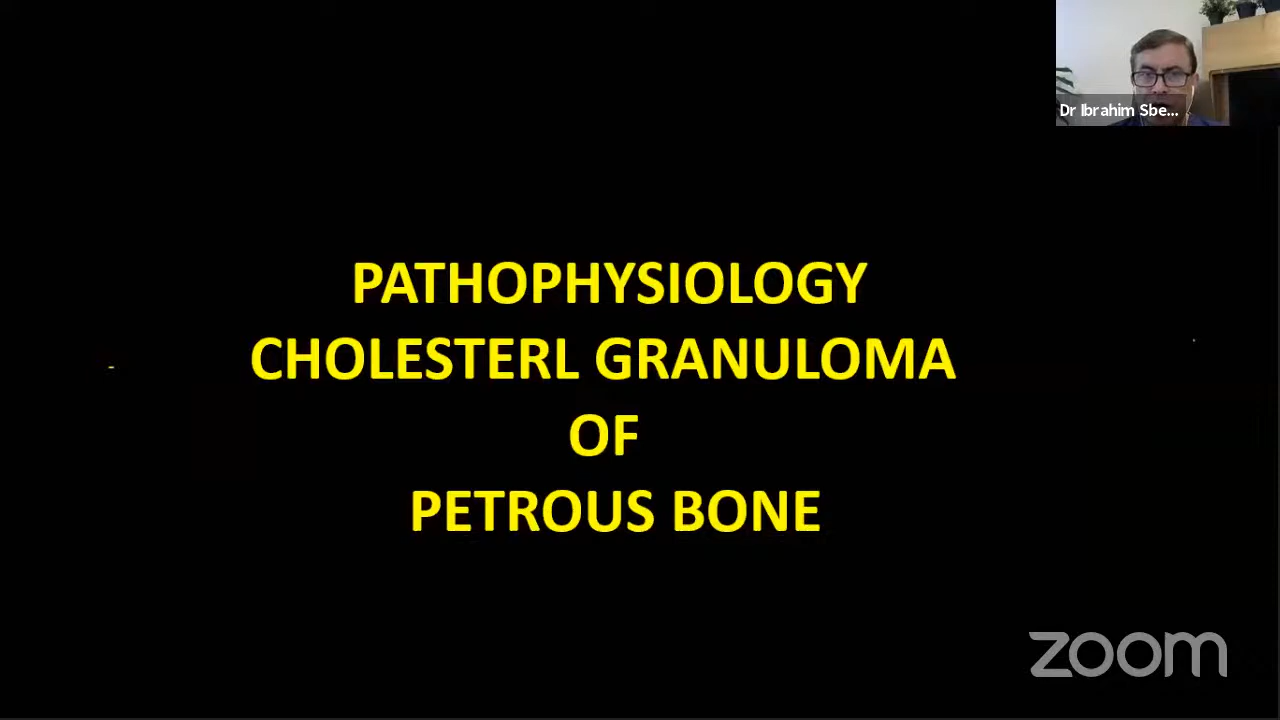 Dr Ibrahim Sbe...
PATHOPHYSIOLOGY
CHOLESTERL GRANULOMA
OF
PETROUS BONE
zoom